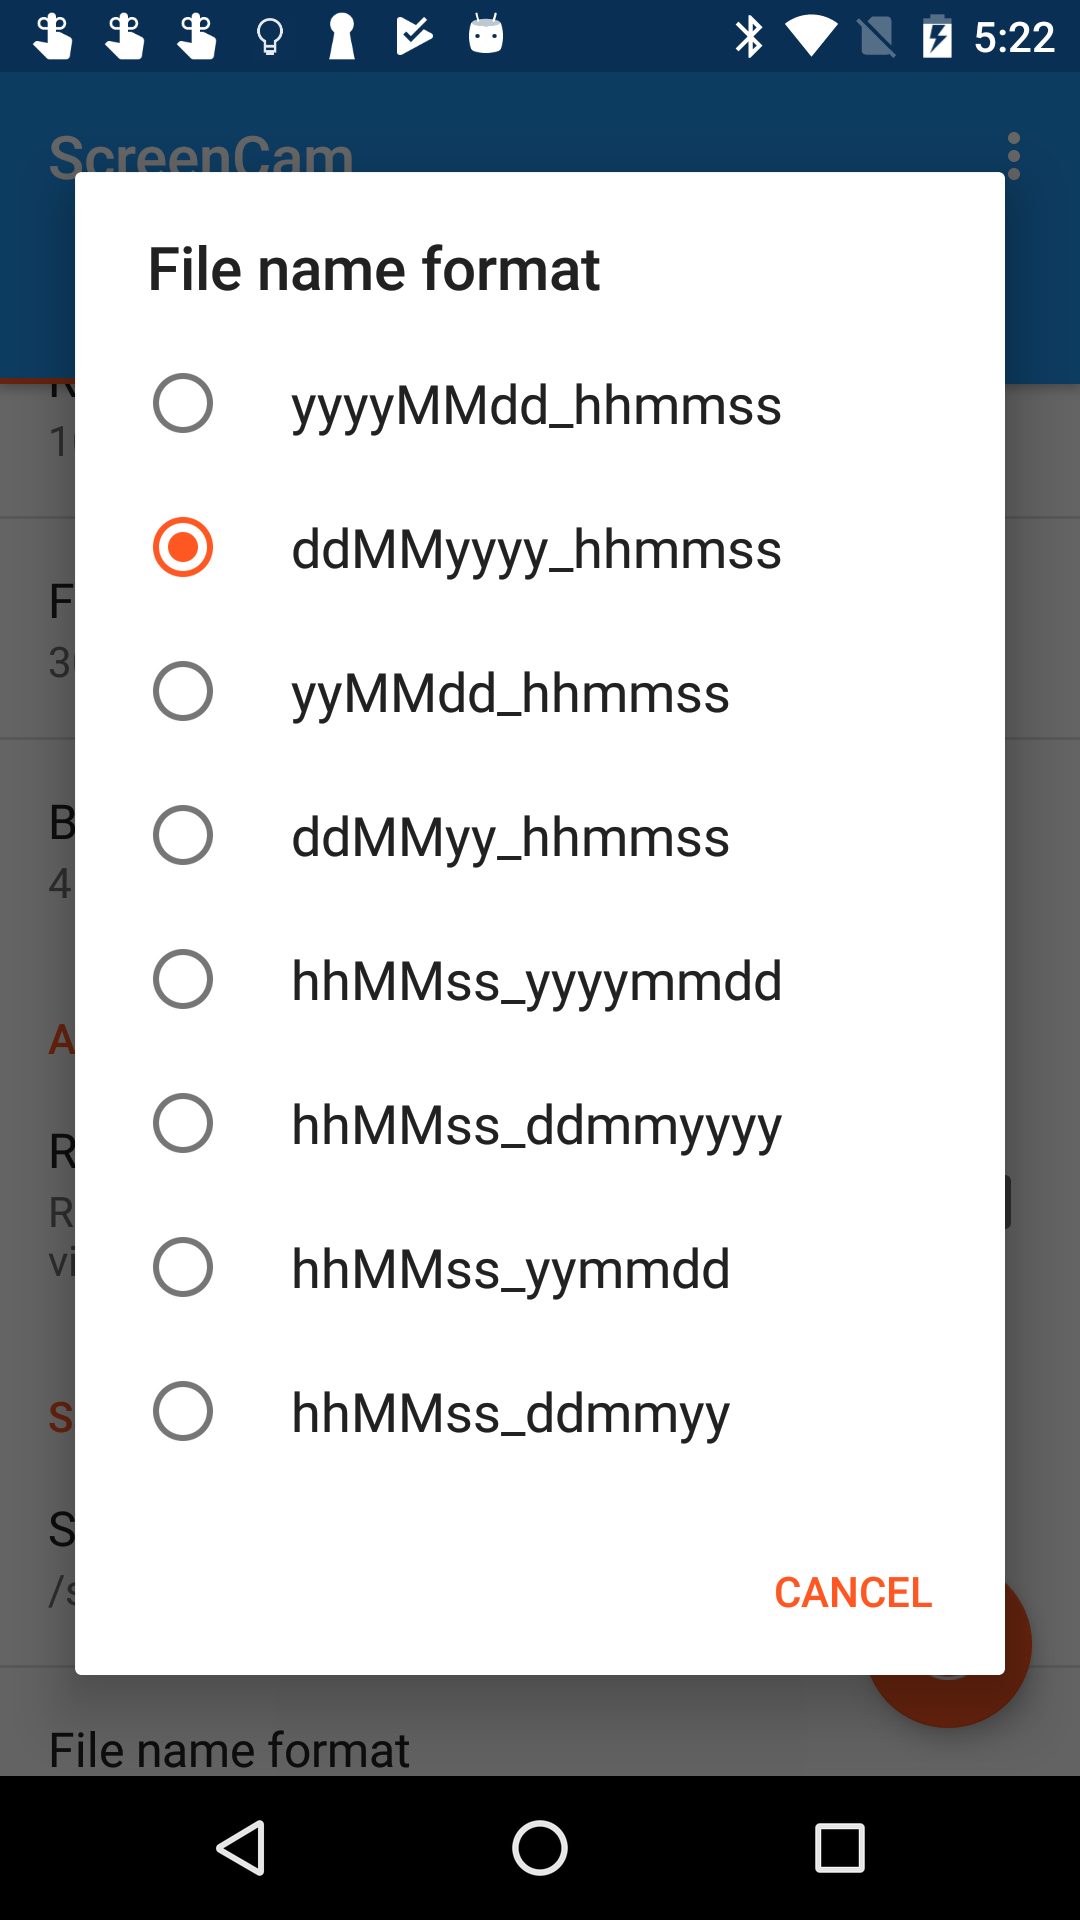 5:22
ScreenCam
File name format
yyyyMMdd_hhmmss
ddMMyyyy_hhmmss
yyMMdd_hhmmss
ddMMyy_hhmmss
hhMMss_yyyymmdd
hhMMss_ddmmyyyy
hhMMss_yymmdd
hhMMss_ddmmyy
CANCEL
File name format